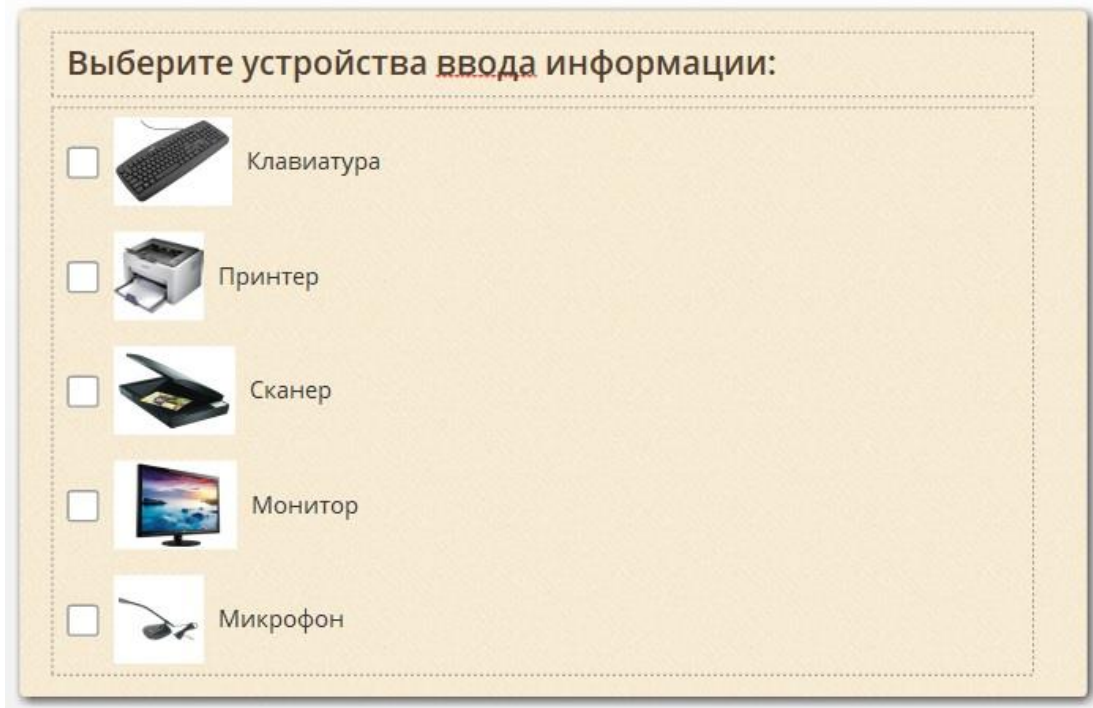 Выберите устройства ввода информации:
Клавиатура
Принтер
Сканер
Монитор
Микрофон